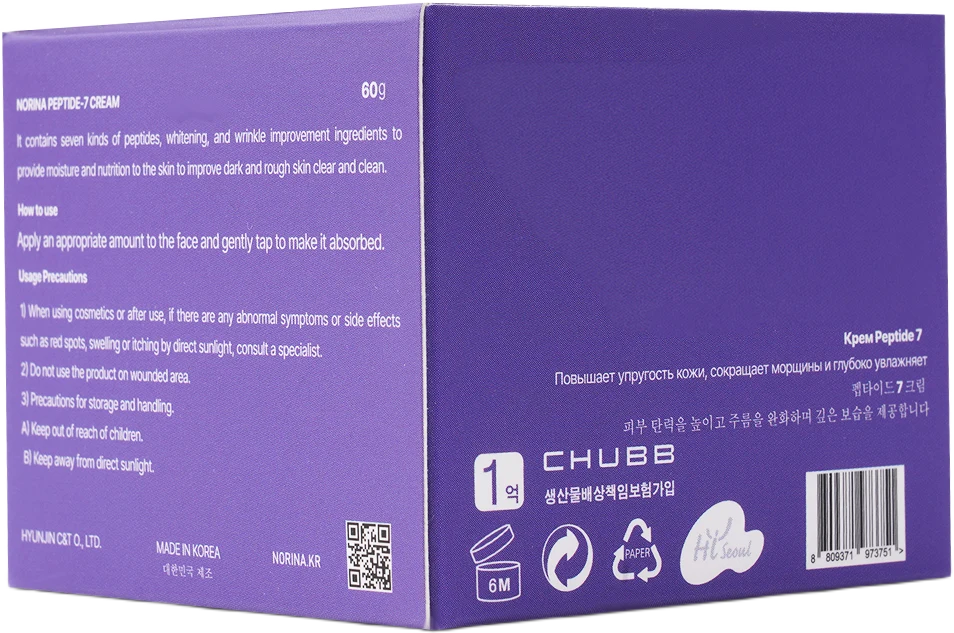 NORINA PEPTIDE-7 CREAM
60g
It contains seven kinds of peptides, whitening, and wrinkle improvement ingredients to
provide moisture and nutrition to the skin to improve dark and rough skin clear and clean.
How to use
Apply an appropriate amount to the face and gently tap to make it absorbed.
Usage Precautions
1) When using cosmetics or after use, if there are any abnormal symptoms or side effects
such as red spots, swelling or itching by direct sunlight, consult a specialist.
2) Do not use the product on wounded area.
3) Precautions for storage and handling.
A) Keep out of reach of children.
B) Keep away from direct sunlight.
HYUNJIN C&T O., LTD.
MADE IN KOREA
대한민국 제조
NORINA.KR
Крем Peptide 7
Повышает упругость кожи, сокращает морщины и глубоко увлажняет
펩타이드 7 크림
피부 탄력을 높이고 주름을 완화하며 깊은 보습을 제공합니다
1억
CHUBB
생산물배상책임보험가입
6M
PAPER
Hi Seoul
8 809371 973751 >